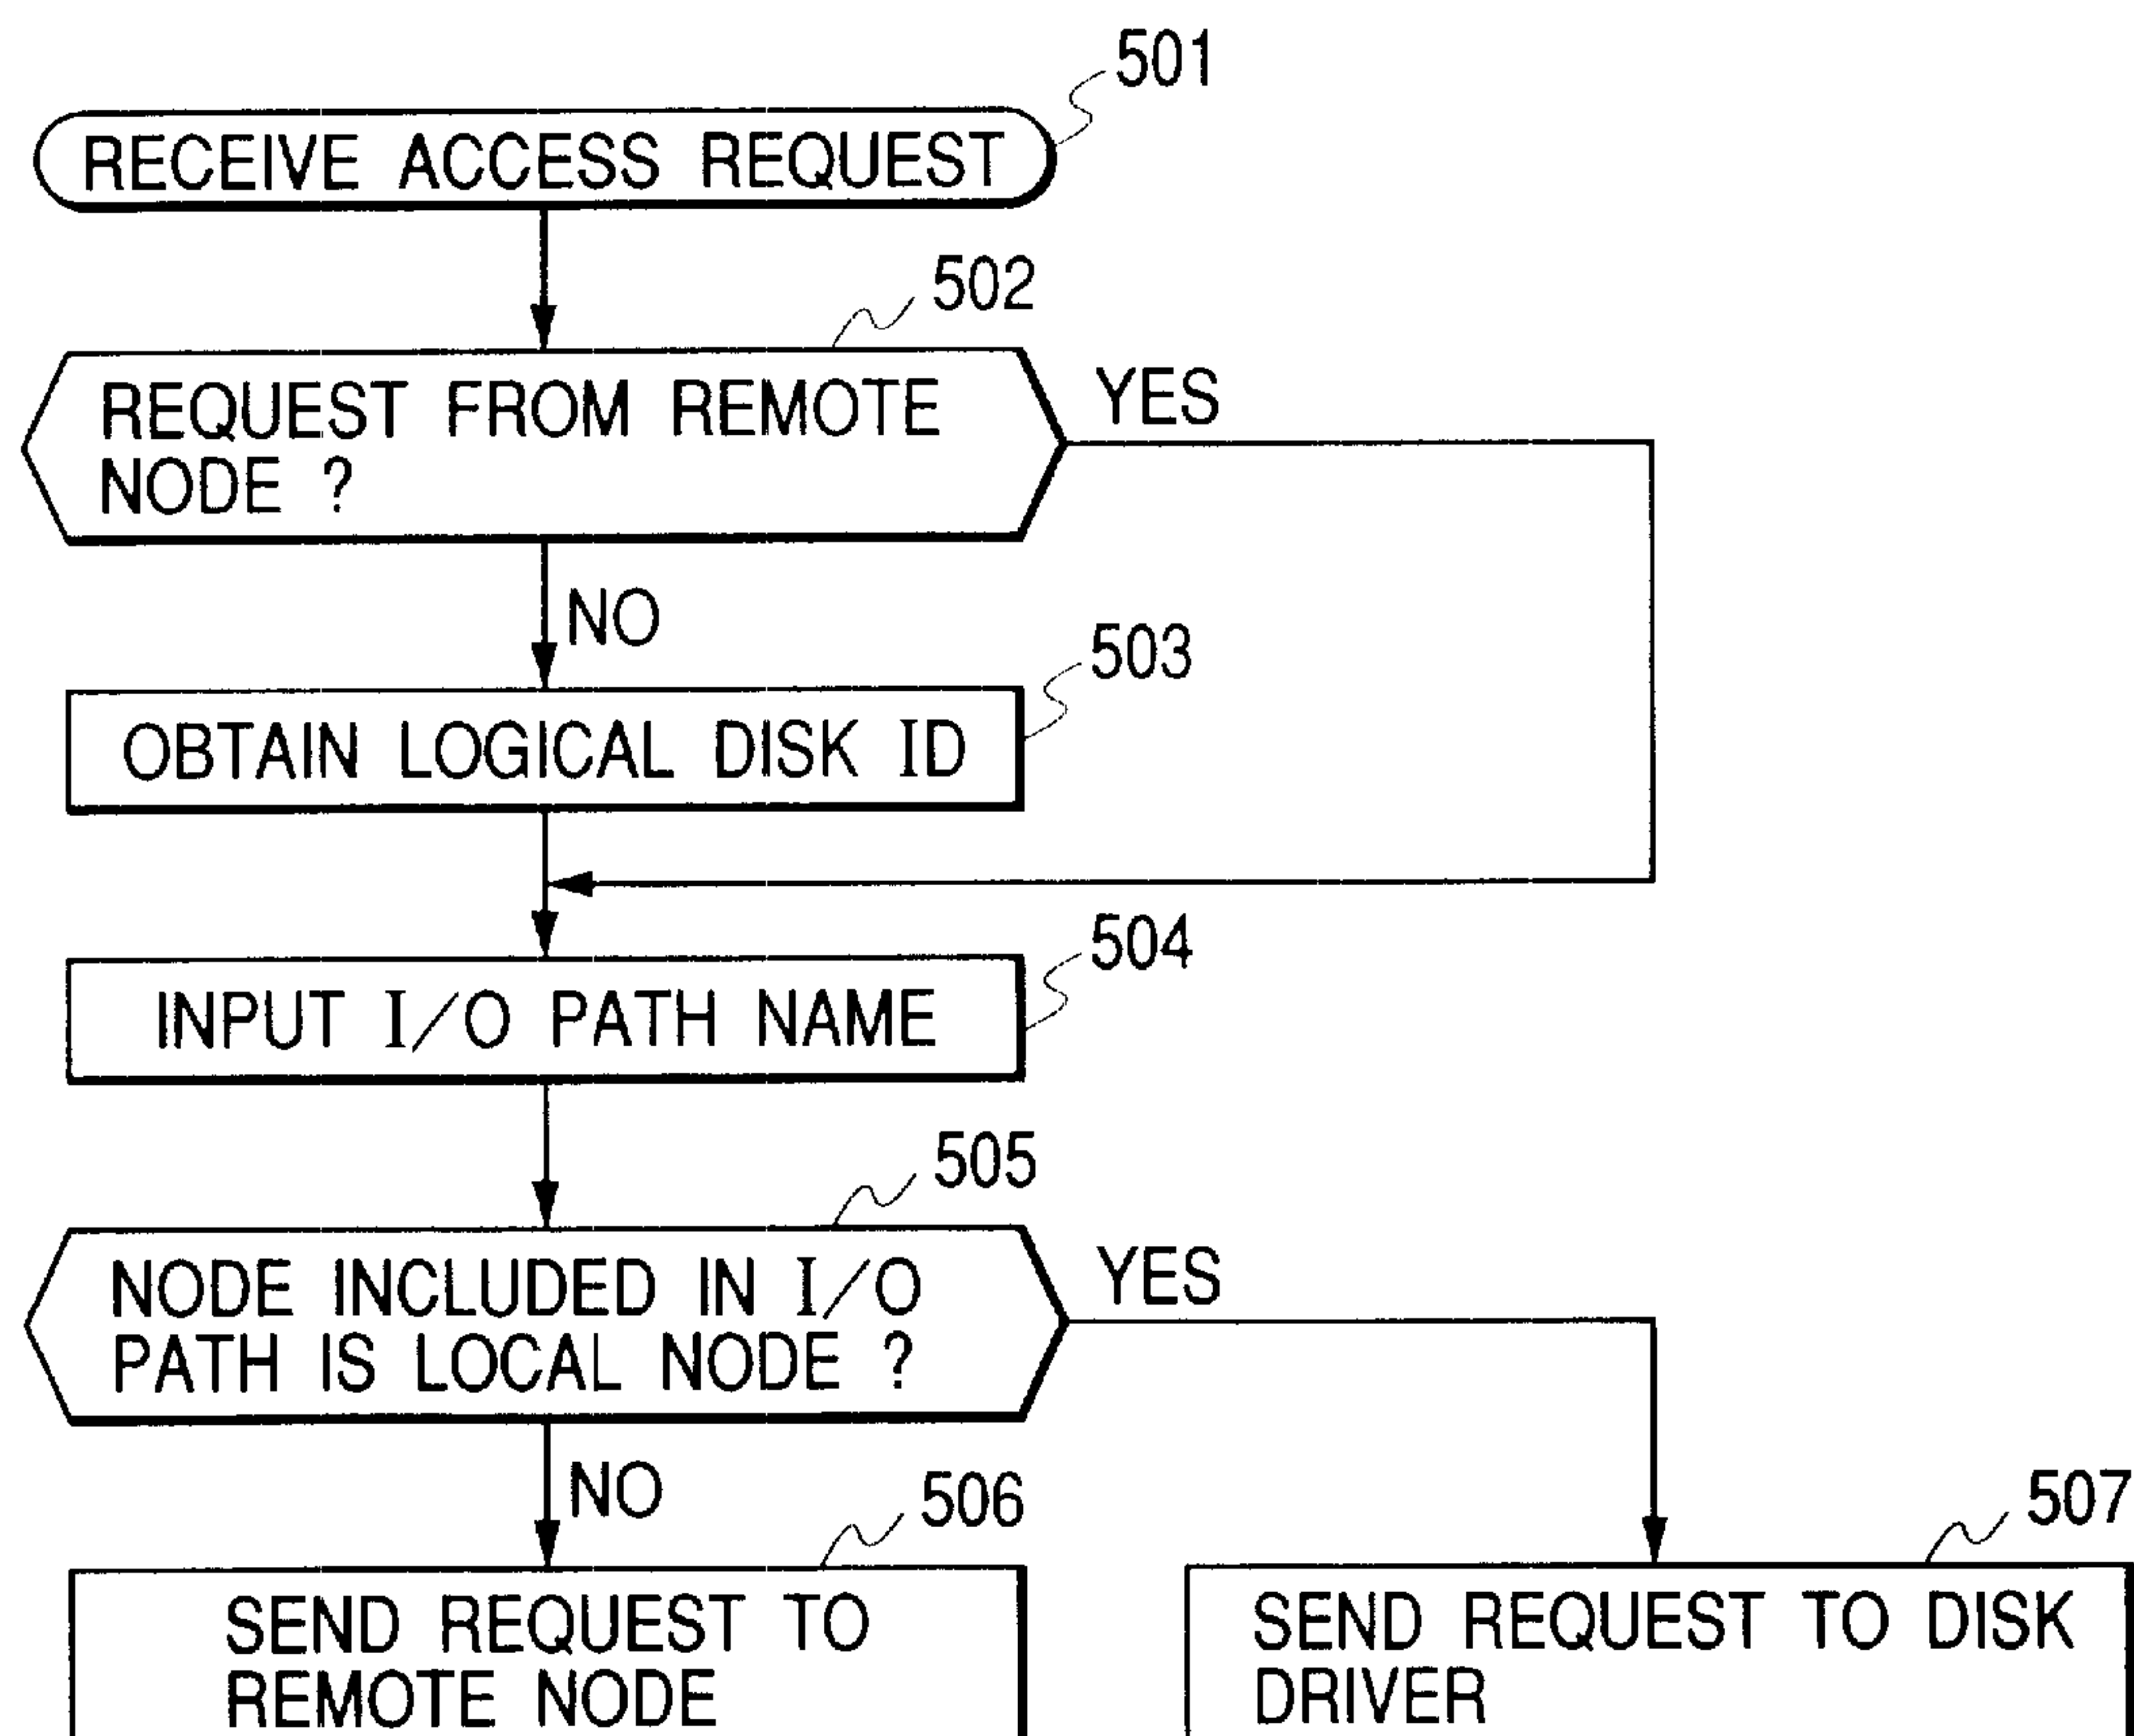 501
RECEIVE ACCESS REQUEST
502
REQUEST FROM REMOTE
NODE ?
YES
NO
503
OBTAIN LOGICAL DISK ID
504
INPUT I/O PATH NAME
505
NODE INCLUDED IN I/O
PATH IS LOCAL NODE ?
YES
NO
506
SEND REQUEST TO
REMOTE NODE
507
SEND REQUEST TO DISK
DRIVER